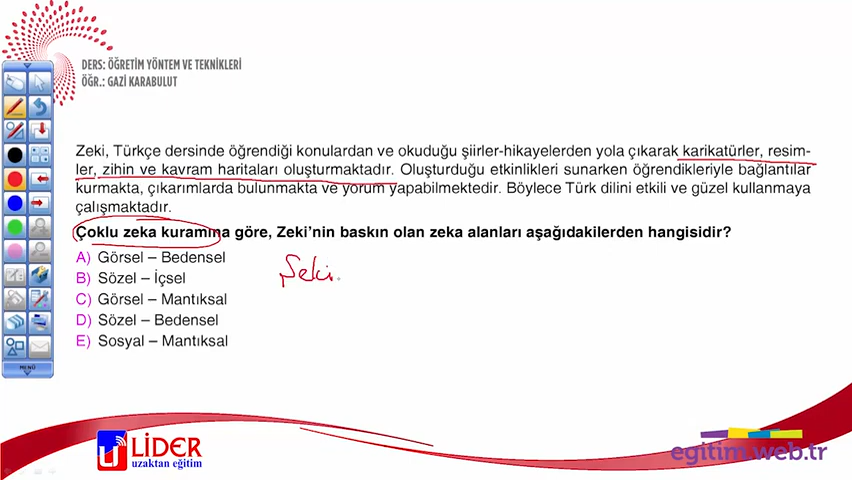 DERS: ÖĞRETİM YÖNTEM VE TEKNİKLERİ
ÖĞR.: GAZİ KARABULUT
Zeki, Türkçe dersinde öğrendiği konulardan ve okuduğu şiirler-hikayelerden yola çıkarak karikatürler, resim-
ler, zihin ve kavram haritaları oluşturmaktadır. Oluşturduğu etkinlikleri sunarken öğrendikleriyle bağlantılar
kurmakta, çıkarımlarda bulunmakta ve yorum yapabilmektedir. Böylece Türk dilini etkili ve güzel kullanmaya
çalışmaktadır.
Çoklu zeka kuramına göre, Zeki'nin baskın olan zeka alanları aşağıdakilerden hangisidir?
A) Görsel – Bedensel
B) Sözel – İçsel
Şeki
C) Görsel – Mantıksal
D) Sözel – Bedensel
E) Sosyal – Mantıksal
MENÜ
LİDER
uzaktan eğitim
egitim.web.tr